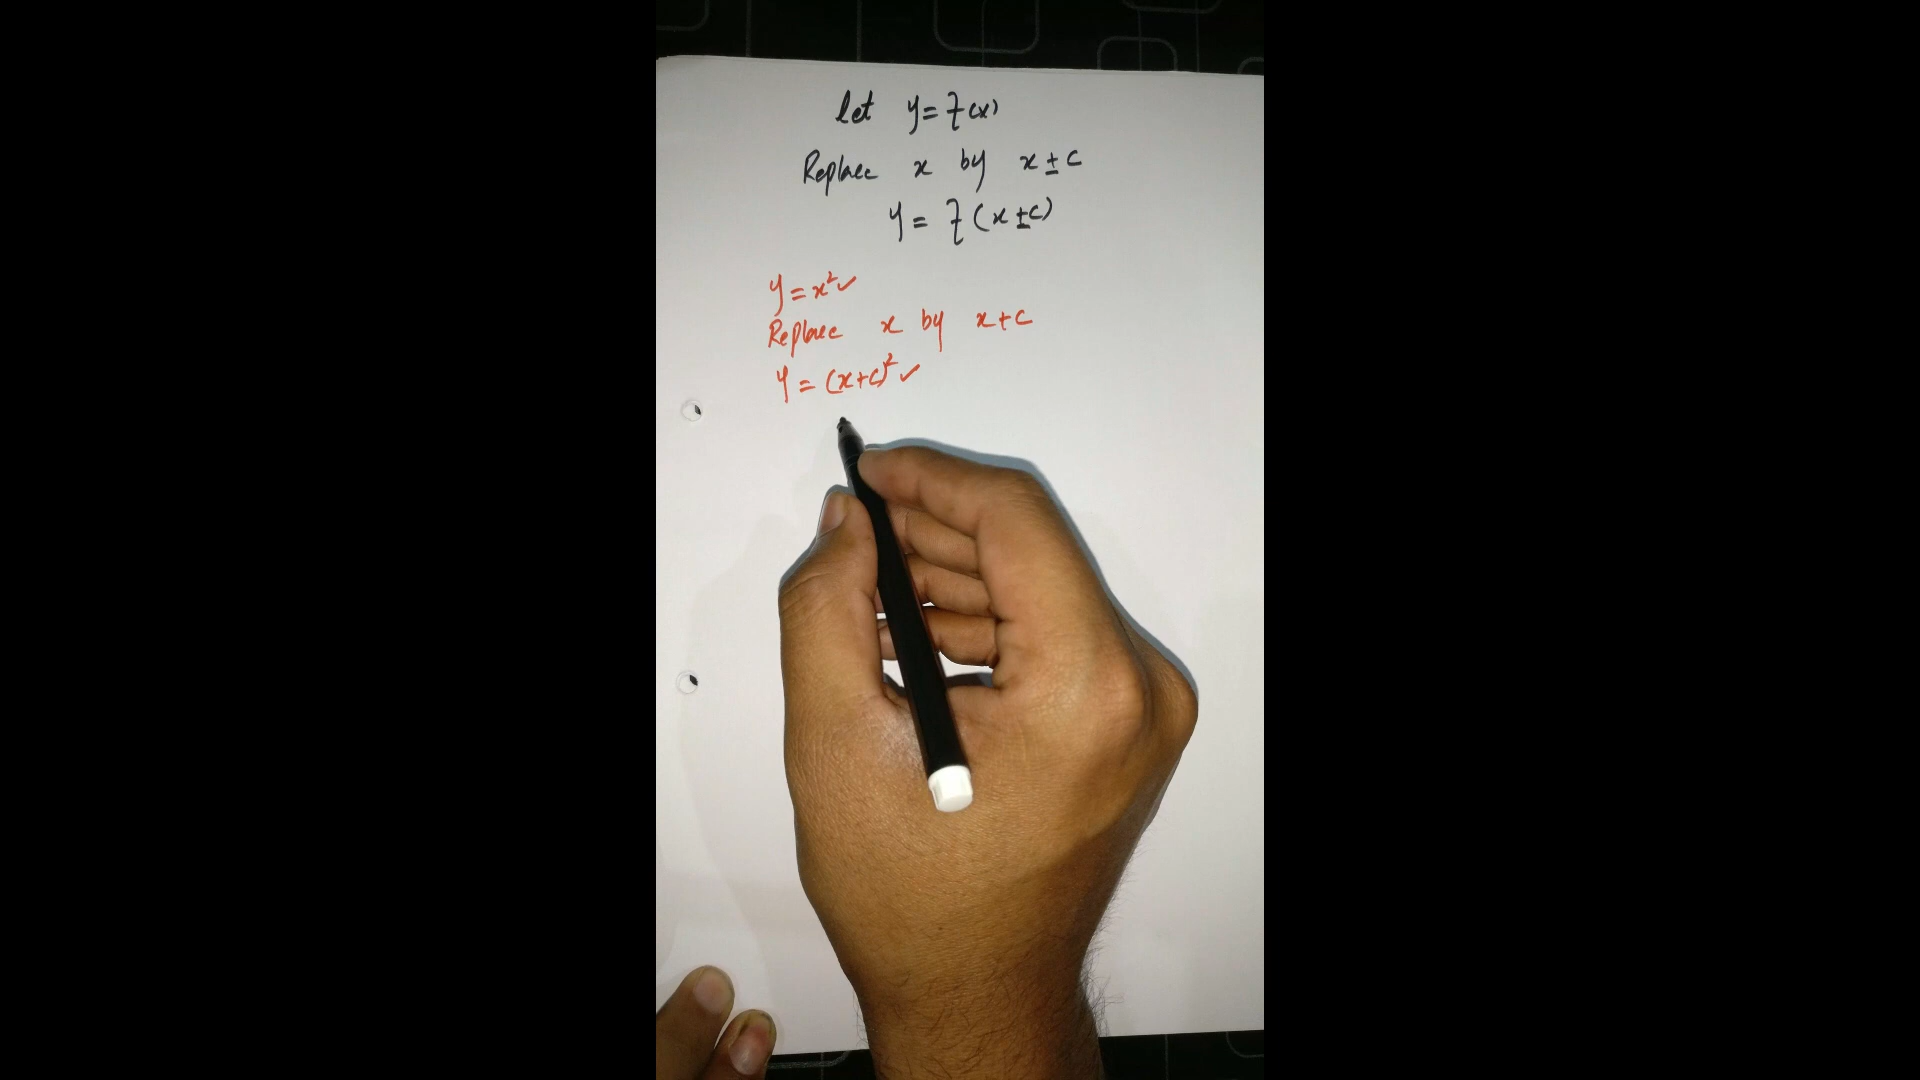 let y = f(x)
Replace x by x ± c
y = f(x ± c)
y = x² ✓
Replace x by x + c
y = (x+c)² ✓